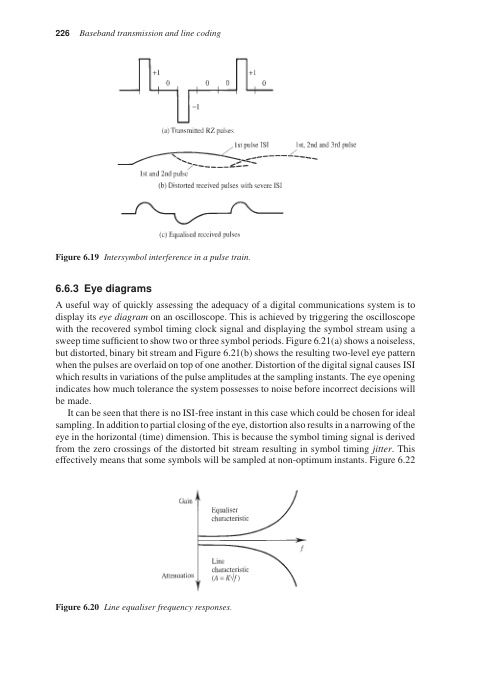 226 Baseband transmission and line coding
+1
+1
0
0
0
0
−1
(a) Transmitted RZ pulses
1st pulse ISI
1st, 2nd and 3rd pulse
1st and 2nd pulse
(b) Distorted received pulses with severe ISI
(c) Equalised received pulses
Figure 6.19 Intersymbol interference in a pulse train.
6.6.3 Eye diagrams
A useful way of quickly assessing the adequacy of a digital communications system is to
display its eye diagram on an oscilloscope. This is achieved by triggering the oscilloscope
with the recovered symbol timing clock signal and displaying the symbol stream using a
sweep time sufficient to show two or three symbol periods. Figure 6.21(a) shows a noiseless,
but distorted, binary bit stream and Figure 6.21(b) shows the resulting two-level eye pattern
when the pulses are overlaid on top of one another. Distortion of the digital signal causes ISI
which results in variations of the pulse amplitudes at the sampling instants. The eye opening
indicates how much tolerance the system possesses to noise before incorrect decisions will
be made.
It can be seen that there is no ISI-free instant in this case which could be chosen for ideal
sampling. In addition to partial closing of the eye, distortion also results in a narrowing of the
eye in the horizontal (time) dimension. This is because the symbol timing signal is derived
from the zero crossings of the distorted bit stream resulting in symbol timing jitter. This
effectively means that some symbols will be sampled at non-optimum instants. Figure 6.22
Gain
Equaliser
characteristic
f
Line
characteristic
Attenuation
(A = K√f)
Figure 6.20 Line equaliser frequency responses.